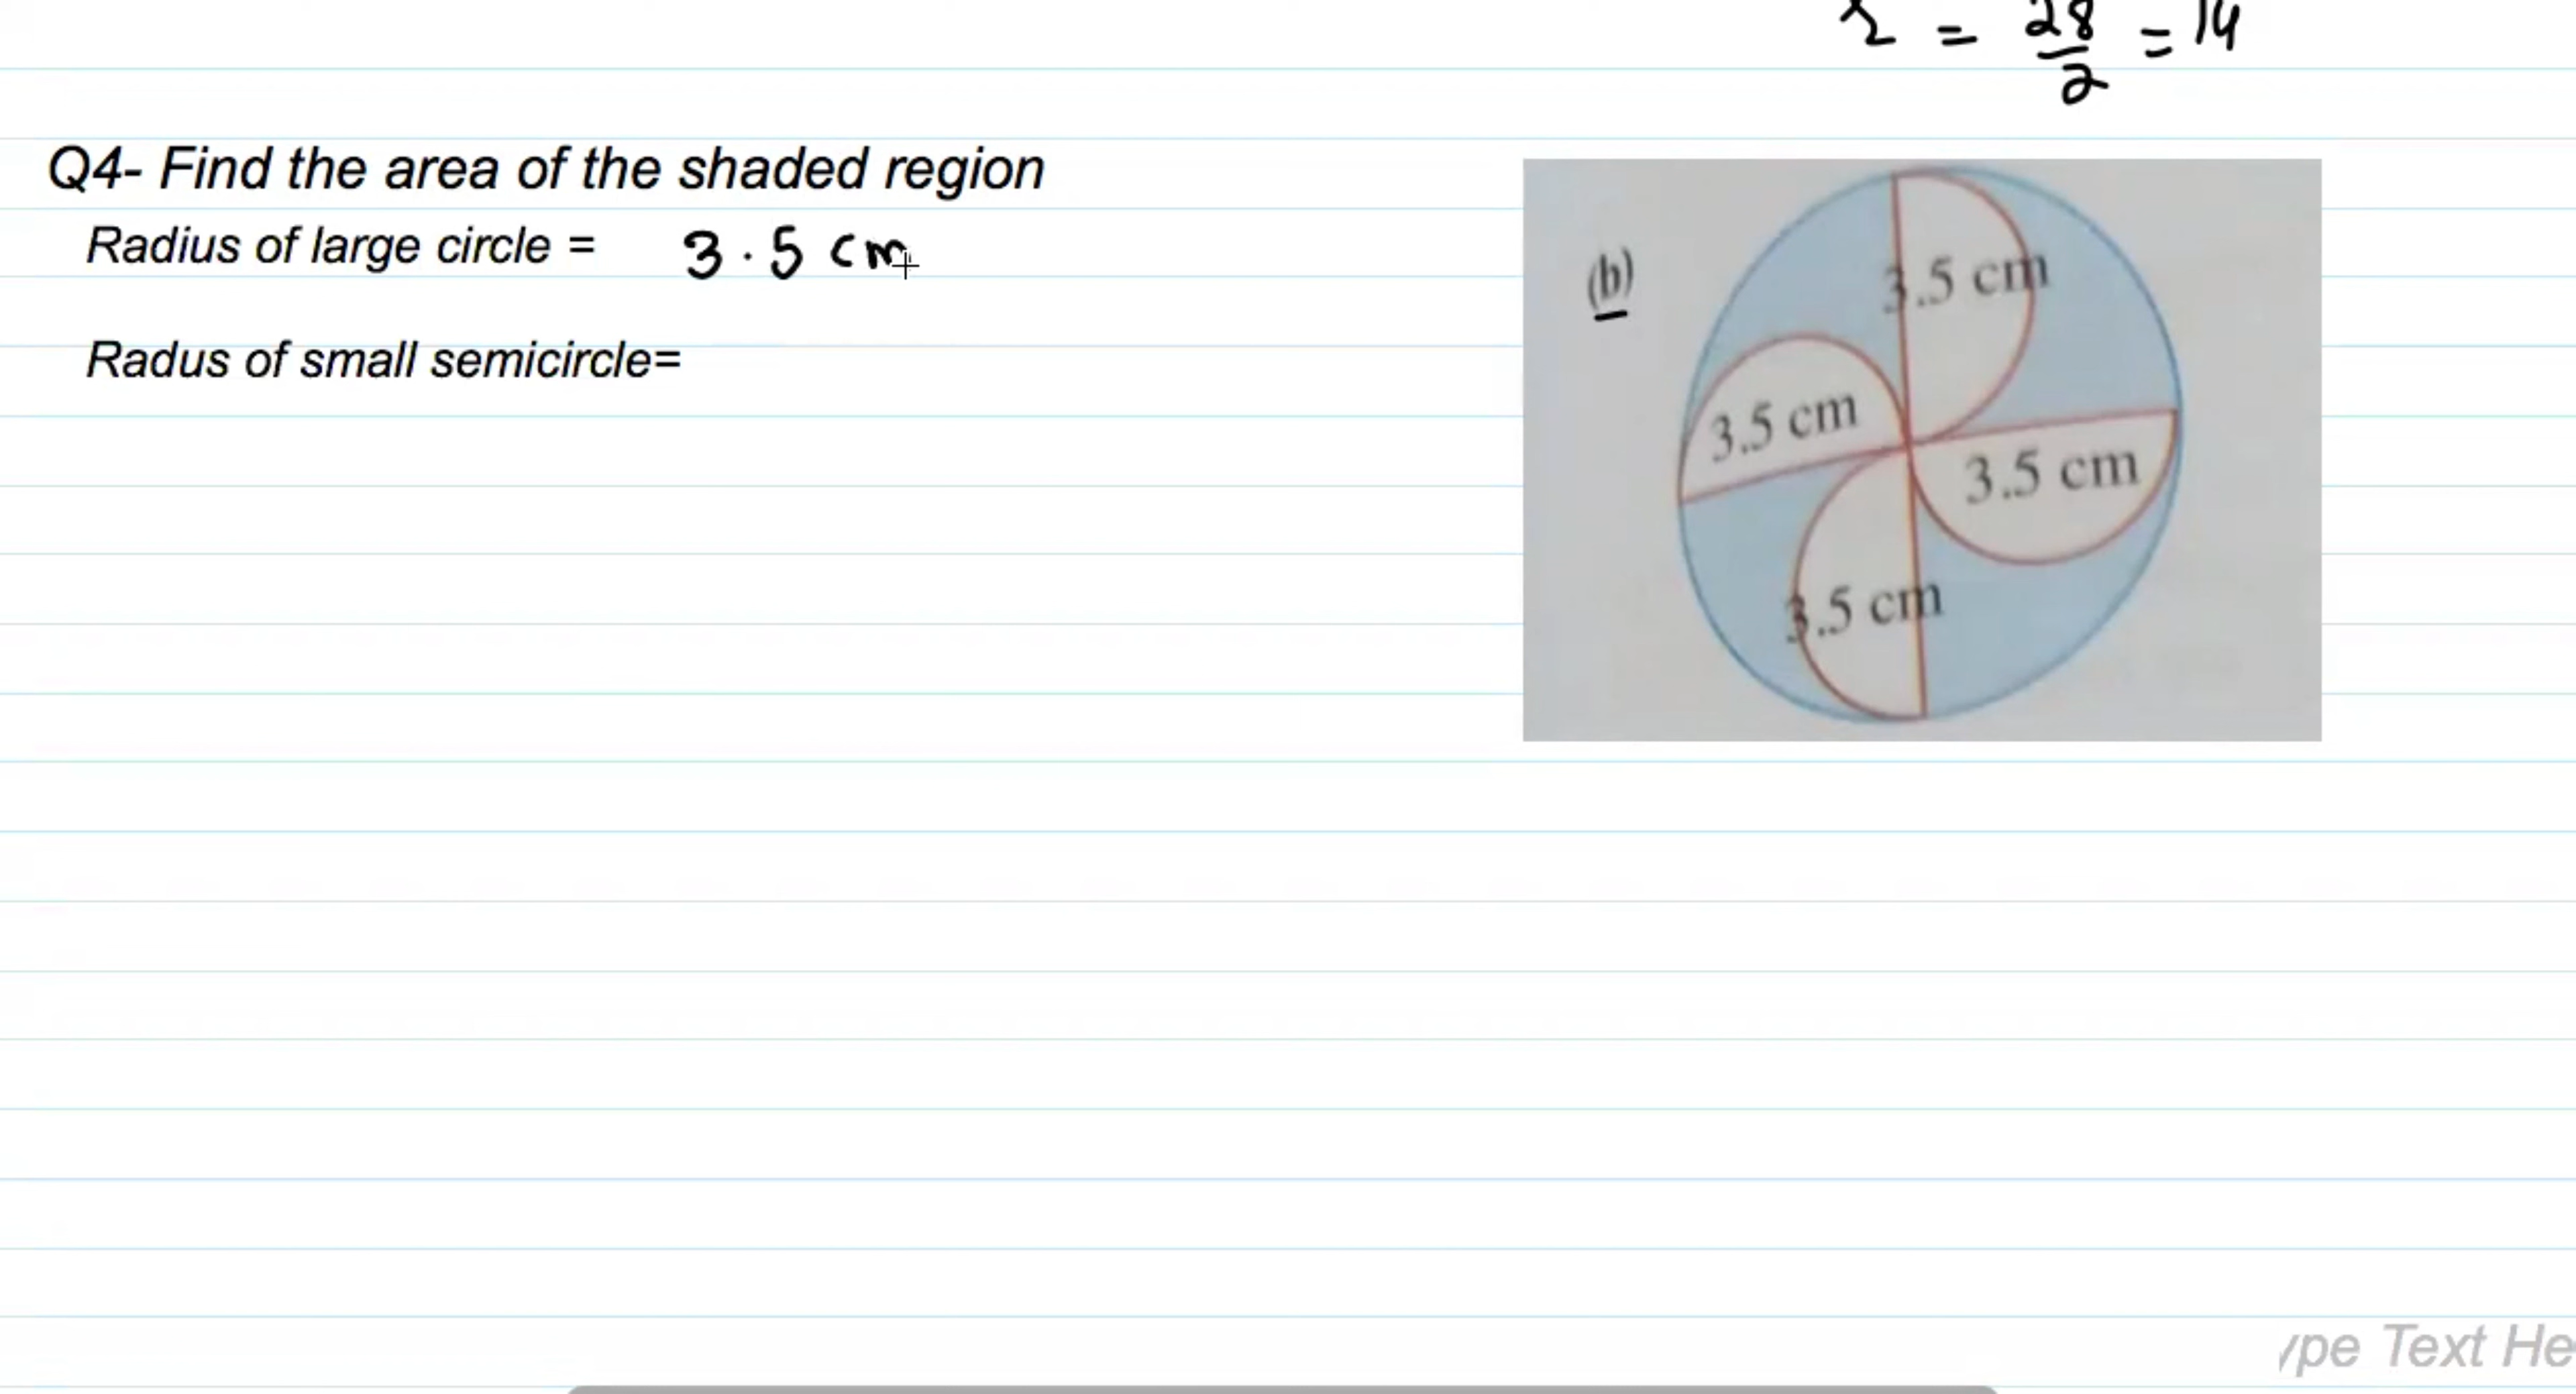 r = 28/2 = 14
Q4- Find the area of the shaded region
Radius of large circle = 3.5 cm
Radus of small semicircle=
(b)
3.5 cm
3.5 cm
3.5 cm
3.5 cm
ype Text He